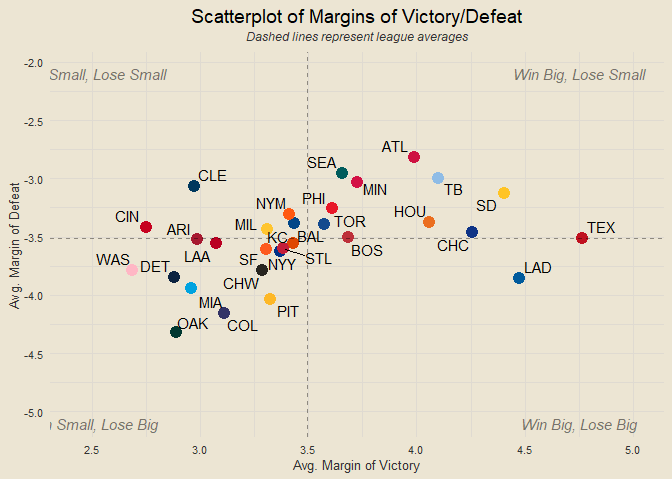 Scatterplot of Margins of Victory/Defeat
Dashed lines represent league averages
-2.0
Small, Lose Small
Win Big, Lose Small
-2.5
ATL
SEA
CLE
MIN
TB
-3.0
NYM
PHI
SD
CIN
ARI
MIL
TOR
HOU
TEX
-3.5
KC
BAL
BOS
CHC
WAS
DET
LAA
SF
NYY
STL
LAD
CHW
-4.0
MIA
PIT
OAK
COL
-4.5
-5.0
Small, Lose Big
Win Big, Lose Big
2.5
3.0
3.5
4.0
4.5
5.0
Avg. Margin of Victory
Avg. Margin of Defeat